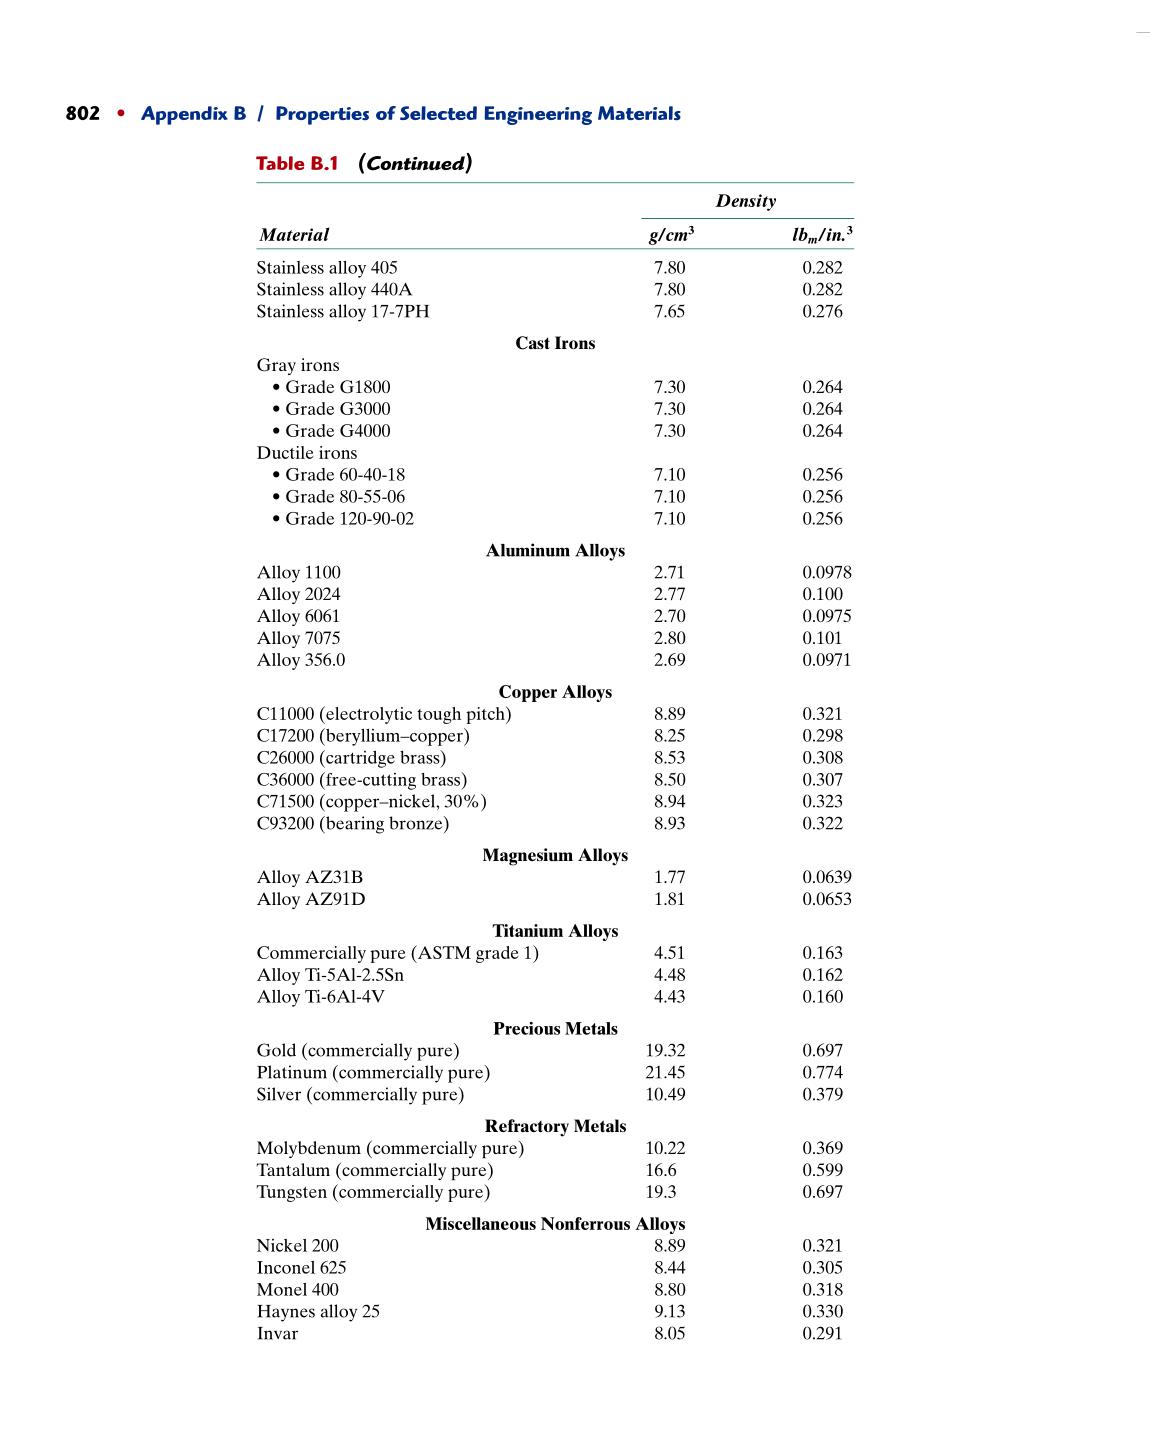 802 • Appendix B / Properties of Selected Engineering Materials
Table B.1 (Continued)
Density
Material g/cm³ lbₘ/in.³
Stainless alloy 405 7.80 0.282
Stainless alloy 440A 7.80 0.282
Stainless alloy 17-7PH 7.65 0.276
Cast Irons
Gray irons
• Grade G1800 7.30 0.264
• Grade G3000 7.30 0.264
• Grade G4000 7.30 0.264
Ductile irons
• Grade 60-40-18 7.10 0.256
• Grade 80-55-06 7.10 0.256
• Grade 120-90-02 7.10 0.256
Aluminum Alloys
Alloy 1100 2.71 0.0978
Alloy 2024 2.77 0.100
Alloy 6061 2.70 0.0975
Alloy 7075 2.80 0.101
Alloy 356.0 2.69 0.0971
Copper Alloys
C11000 (electrolytic tough pitch) 8.89 0.321
C17200 (beryllium–copper) 8.25 0.298
C26000 (cartridge brass) 8.53 0.308
C36000 (free-cutting brass) 8.50 0.307
C71500 (copper–nickel, 30%) 8.94 0.323
C93200 (bearing bronze) 8.93 0.322
Magnesium Alloys
Alloy AZ31B 1.77 0.0639
Alloy AZ91D 1.81 0.0653
Titanium Alloys
Commercially pure (ASTM grade 1) 4.51 0.163
Alloy Ti-5Al-2.5Sn 4.48 0.162
Alloy Ti-6Al-4V 4.43 0.160
Precious Metals
Gold (commercially pure) 19.32 0.697
Platinum (commercially pure) 21.45 0.774
Silver (commercially pure) 10.49 0.379
Refractory Metals
Molybdenum (commercially pure) 10.22 0.369
Tantalum (commercially pure) 16.6 0.599
Tungsten (commercially pure) 19.3 0.697
Miscellaneous Nonferrous Alloys
Nickel 200 8.89 0.321
Inconel 625 8.44 0.305
Monel 400 8.80 0.318
Haynes alloy 25 9.13 0.330
Invar 8.05 0.291